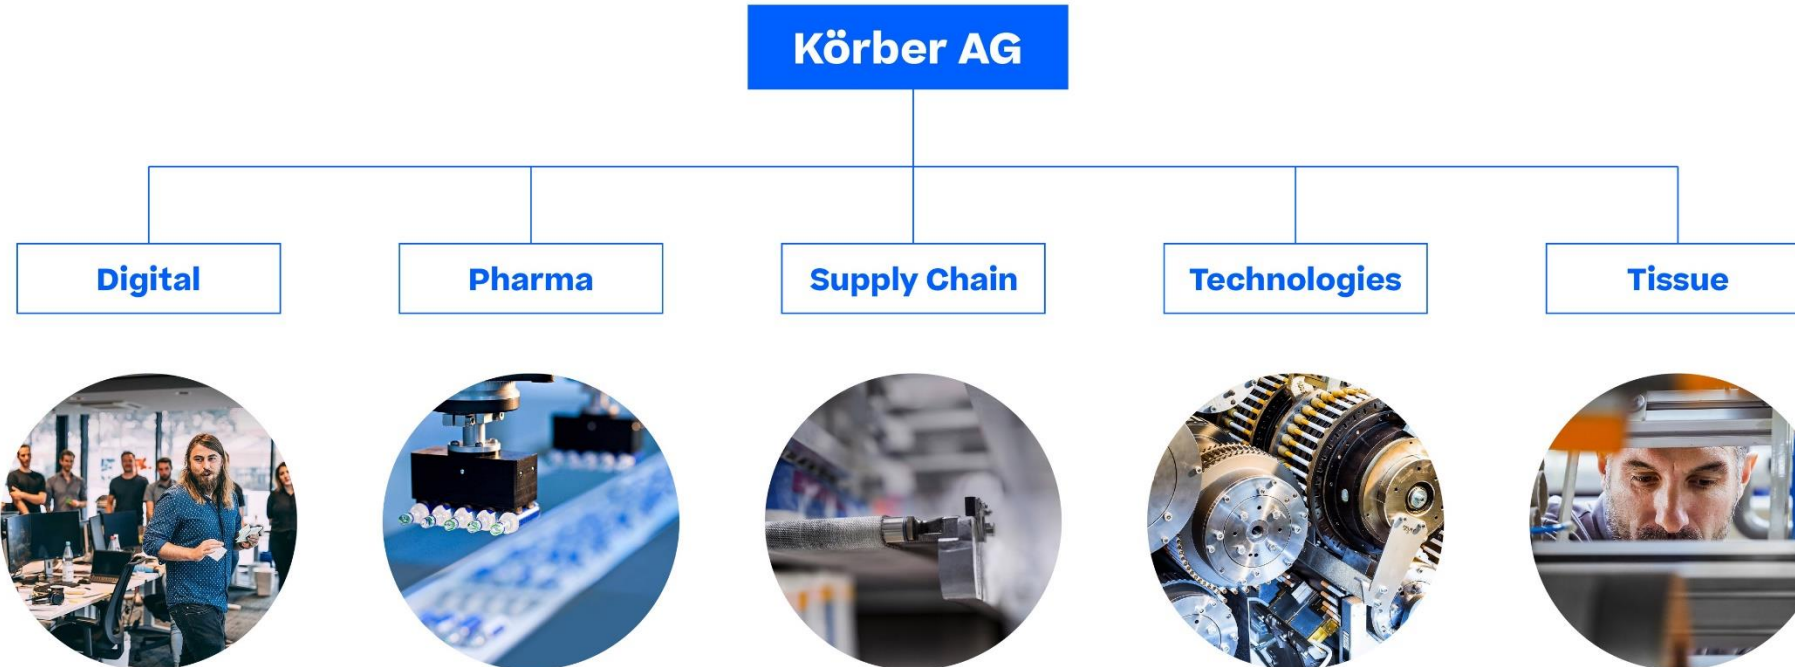 Körber AG
Digital
Pharma
Supply Chain
Technologies
Tissue